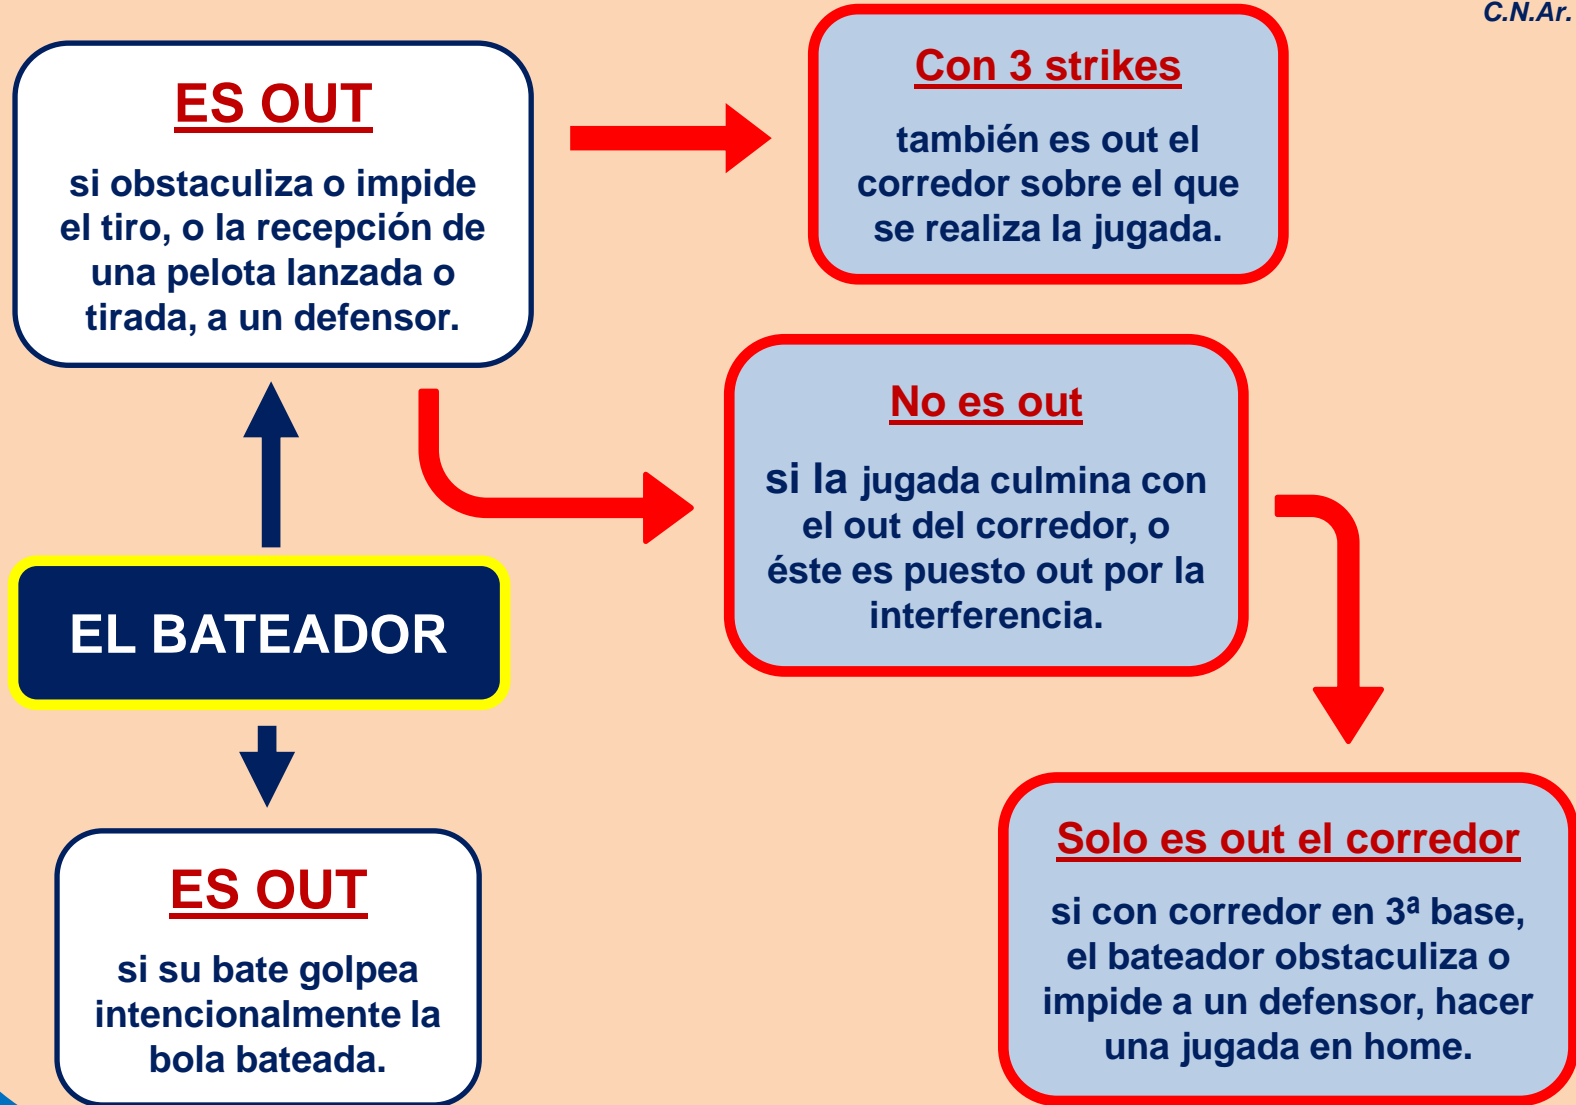 C.N.Ar.
ES OUT
si obstaculiza o impide
el tiro, o la recepción de
una pelota lanzada o
tirada, a un defensor.
Con 3 strikes
también es out el
corredor sobre el que
se realiza la jugada.
No es out
si la jugada culmina con
el out del corredor, o
éste es puesto out por la
interferencia.
EL BATEADOR
Solo es out el corredor
si con corredor en 3ª base,
el bateador obstaculiza o
impide a un defensor, hacer
una jugada en home.
ES OUT
si su bate golpea
intencionalmente la
bola bateada.